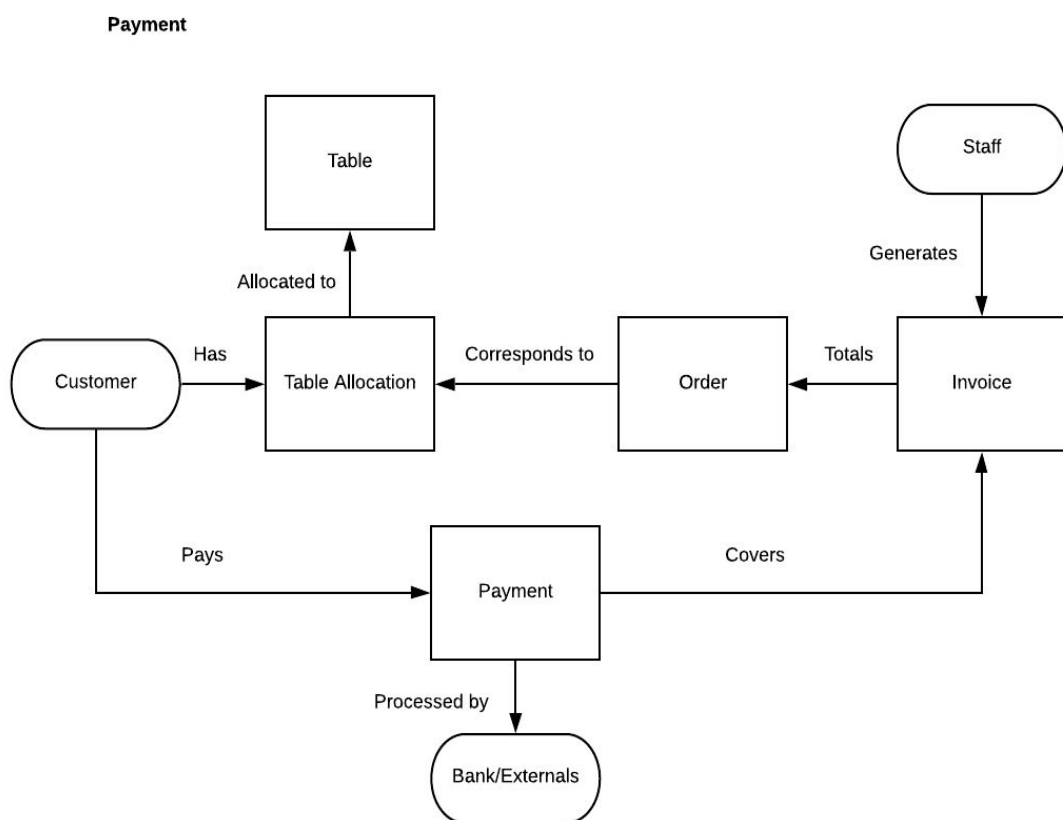 Payment
Table
Staff
Allocated to
Generates
Has
Corresponds to
Totals
Customer
Table Allocation
Order
Invoice
Pays
Payment
Covers
Processed by
Bank/Externals